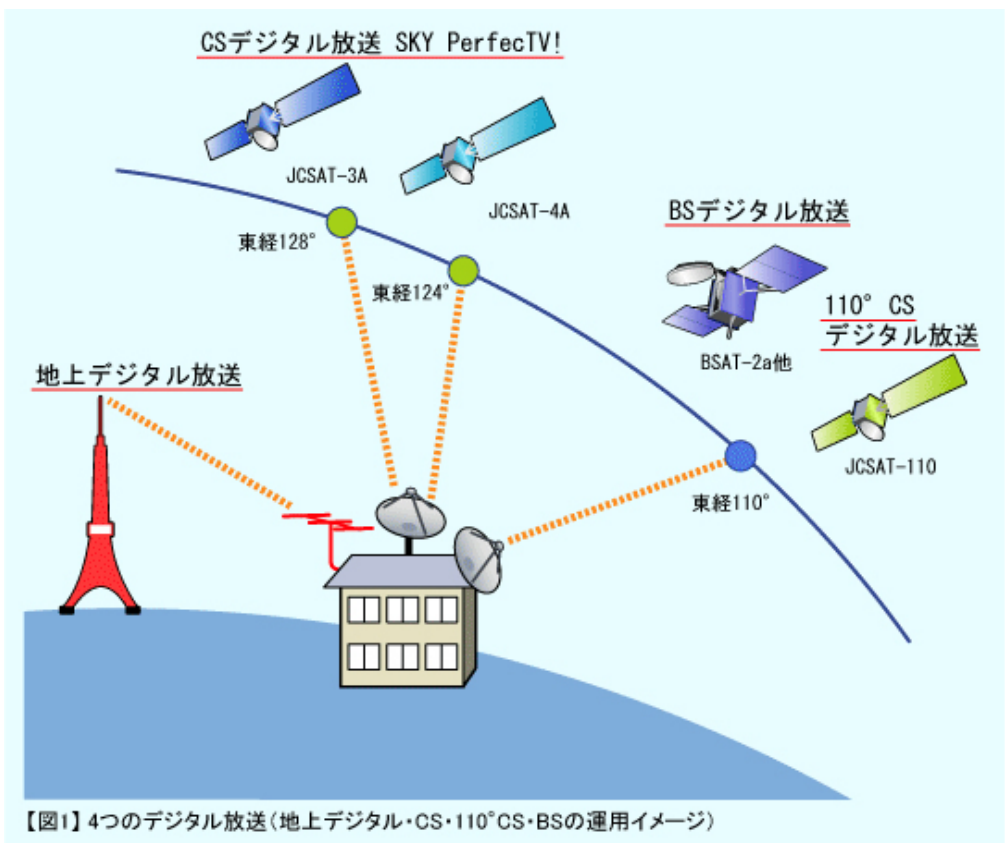 CSデジタル放送 SKY PerfecTV!
JCSAT-3A
JCSAT-4A
東経128°
東経124°
BSデジタル放送
BSAT-2a他
110° CS
デジタル放送
JCSAT-110
東経110°
地上デジタル放送
【図1】4つのデジタル放送(地上デジタル・CS・110°CS・BSの運用イメージ)